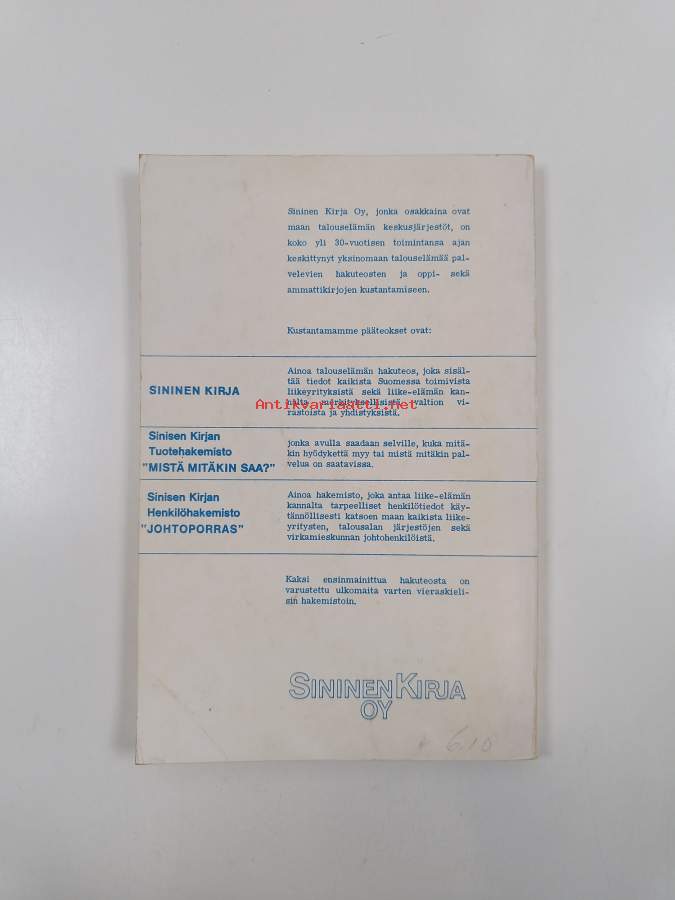 Sininen Kirja Oy, jonka osakkaina ovat
maan talouselämän keskusjärjestöt, on
koko yli 30-vuotisen toimintansa ajan
keskittynyt yksinomaan talouselämää pal-
velevien hakuteosten ja oppi- sekä
ammattikirjojen kustantamiseen.
Kustantamamme pääteokset ovat:
SININEN KIRJA
Ainoa talouselämän hakuteos, joka sisäl-
tää tiedot kaikista Suomessa toimivista
liikeyrityksistä sekä liike-elämän kan-
nalta merkityksellisistä valtion vi-
rastoista ja yhdistyksistä.
Antikvariaatti.net
Sinisen Kirjan
Tuotehakemisto
"MISTÄ MITÄKIN SAA?"
jonka avulla saadaan selville, kuka mitä-
kin hyödykettä myy tai mistä mitäkin pal-
velua on saatavissa.
Sinisen Kirjan
Henkilöhakemisto
"JOHTOPORRAS"
Ainoa hakemisto, joka antaa liike-elämän
kannalta tarpeelliset henkilötiedot käy-
tännöllisesti katsoen maan kaikista liike-
yritysten, talousalan järjestöjen sekä
virkamieskunnan johtohenkilöistä.
Kaksi ensinmainittua hakuteosta on
varustettu ulkomaita varten vieraskieli-
sin hakemistoin.
SININEN KIRJA
OY